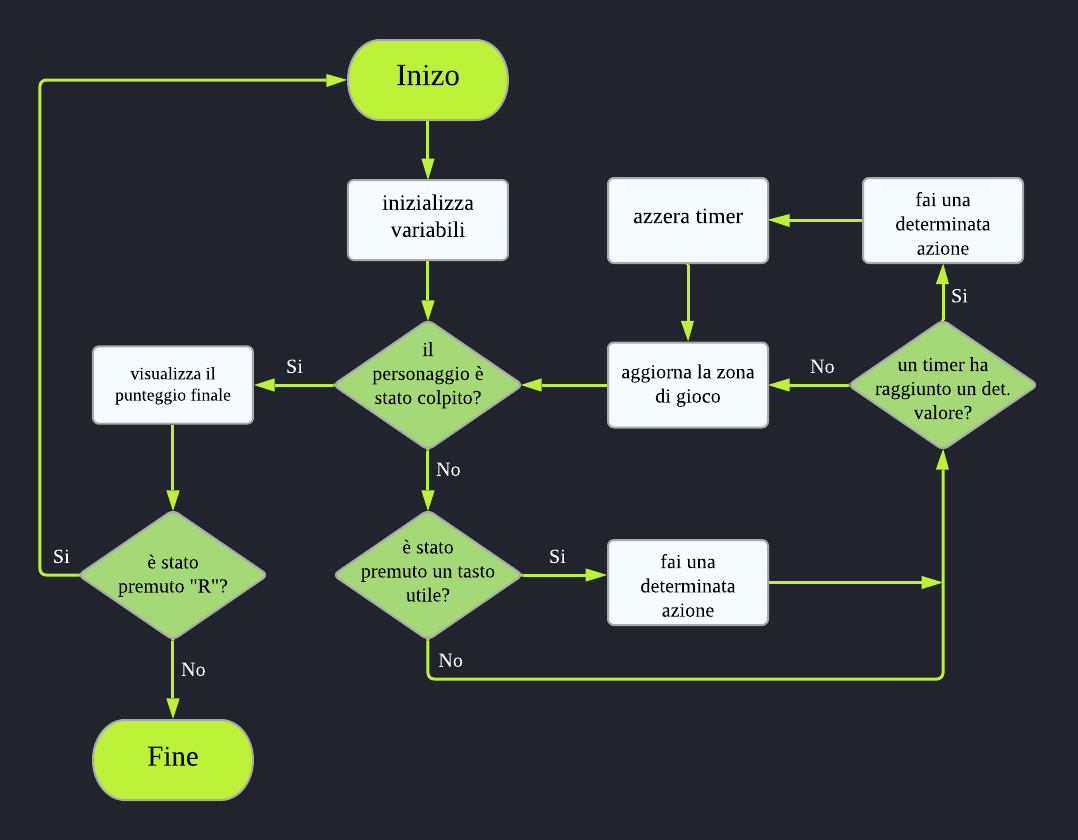 Inizo
inizializza
variabili
azzera timer
fai una
determinata
azione
Si
il
personaggio è
stato colpito?
Si
visualizza il
punteggio finale
aggiorna la zona
di gioco
No
un timer ha
raggiunto un det.
valore?
No
è stato
premuto "R"?
Si
No
è stato
premuto un tasto
utile?
Si
fai una
determinata
azione
No
Fine